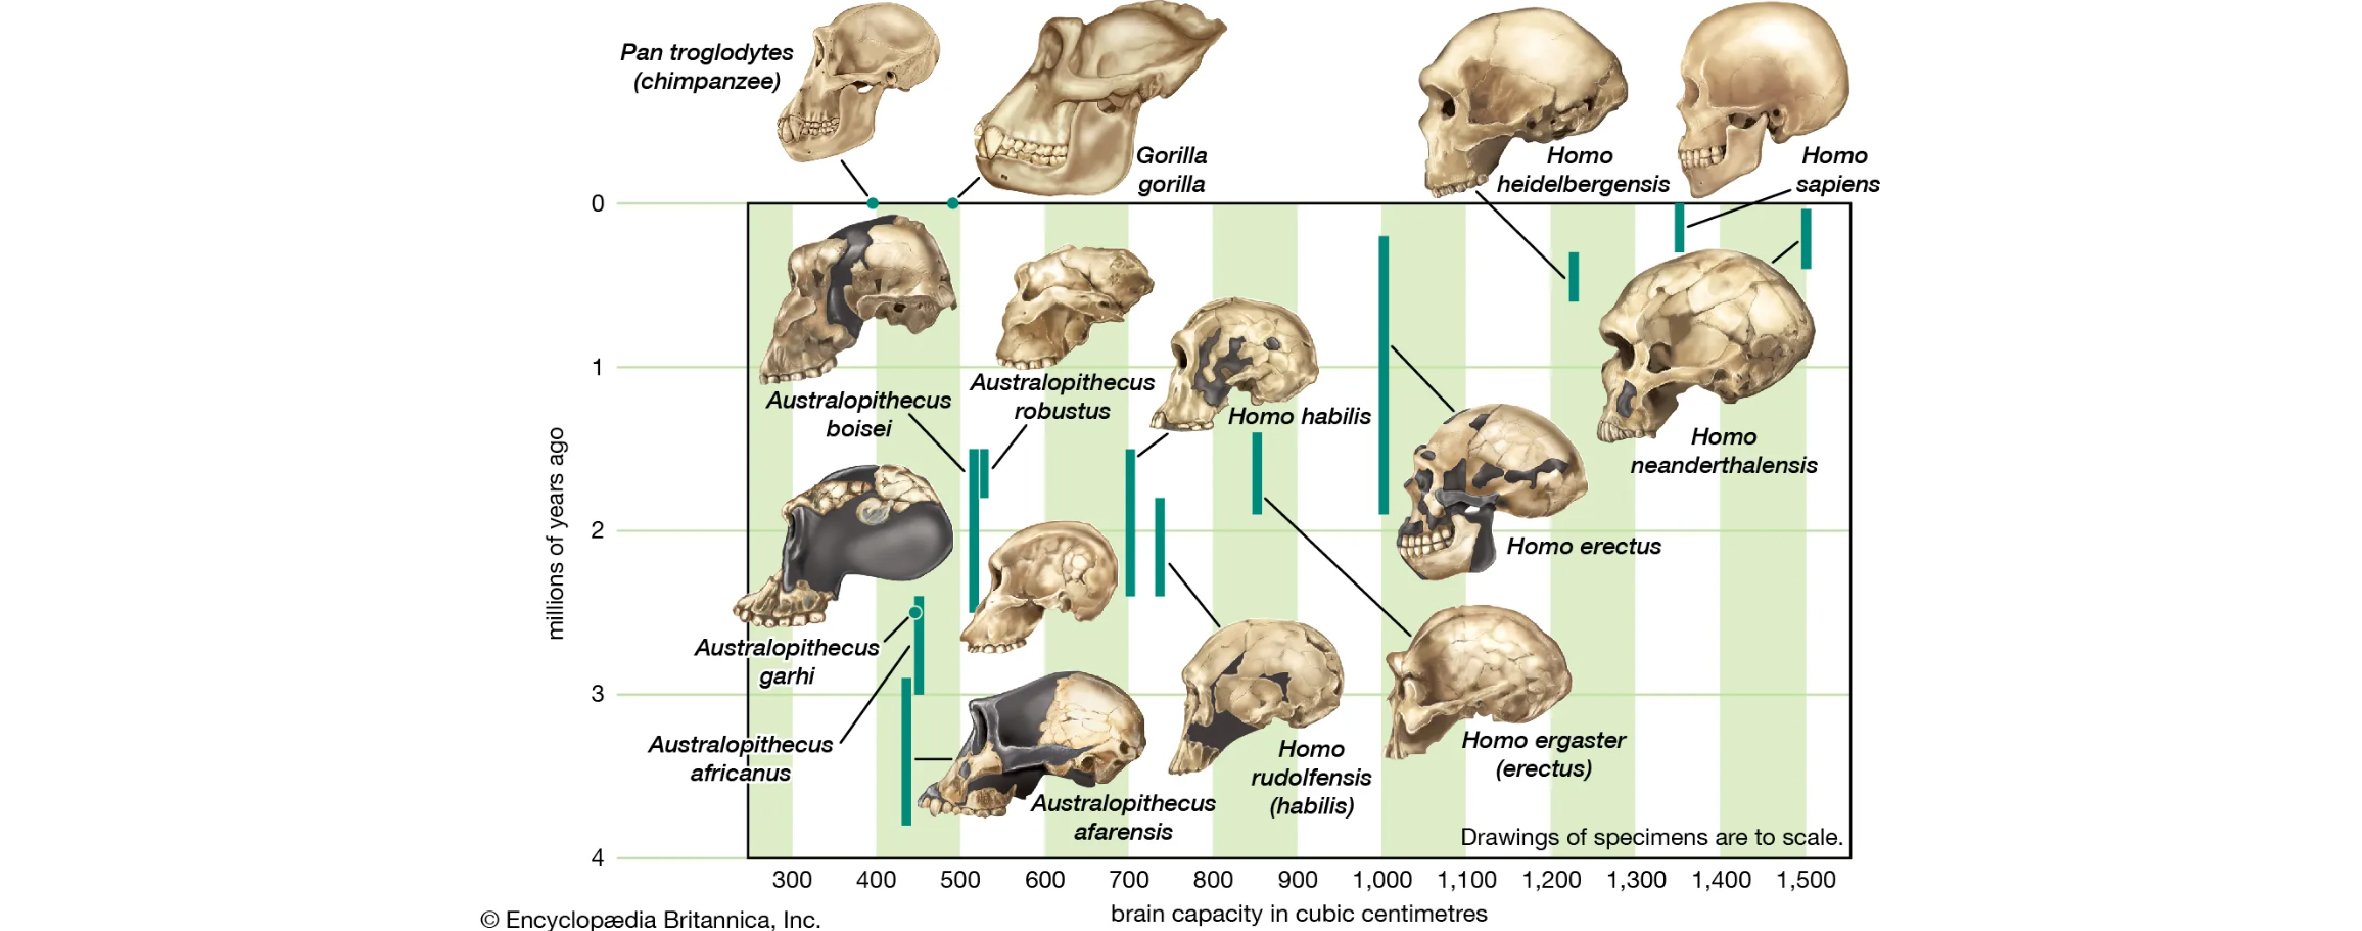 Pan troglodytes
(chimpanzee)
Gorilla
gorilla
Homo
heidelbergensis
Homo
sapiens
0
1
Australopithecus
boisei
Australopithecus
robustus
Homo habilis
Homo
neanderthalensis
millions of years ago
2
Homo erectus
Australopithecus
garhi
3
Australopithecus
africanus
Australopithecus
afarensis
Homo
rudolfensis
(habilis)
Homo ergaster
(erectus)
Drawings of specimens are to scale.
4
300 400 500 600 700 800 900 1,000 1,100 1,200 1,300 1,400 1,500
brain capacity in cubic centimetres
© Encyclopædia Britannica, Inc.